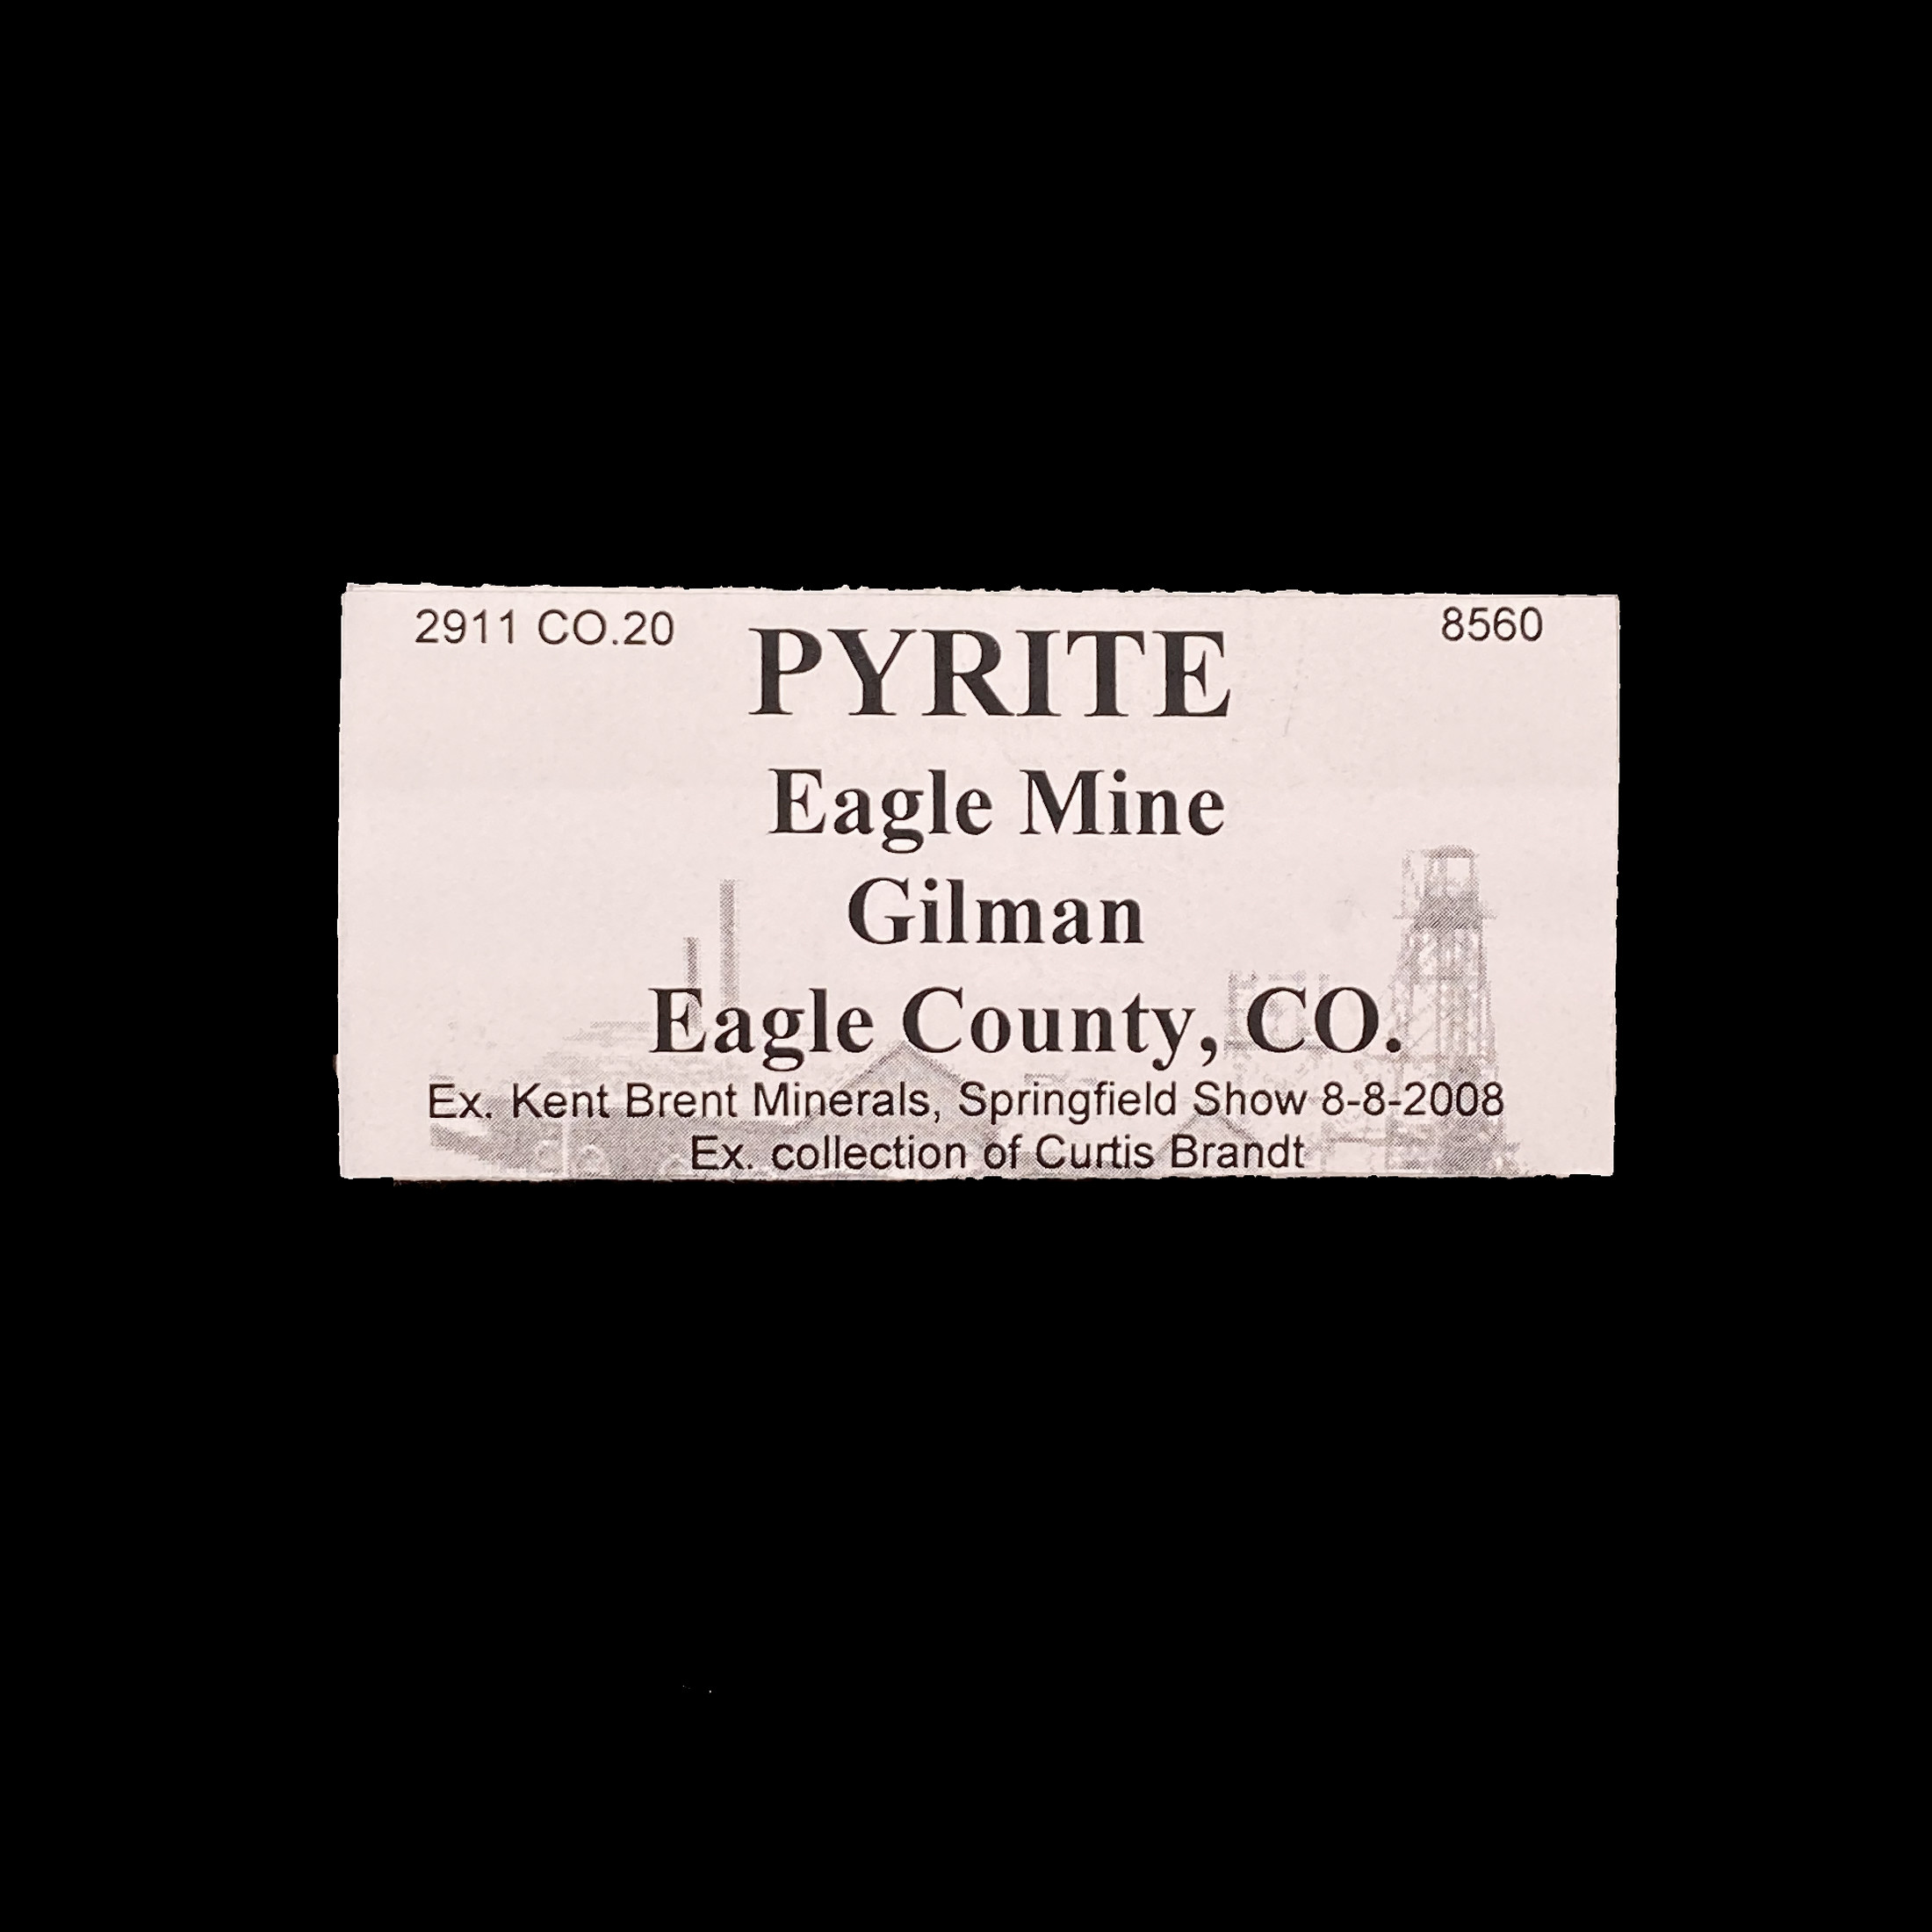 2911 CO.20
PYRITE
8560
Eagle Mine
Gilman
Eagle County, CO.
Ex. Kent Brent Minerals, Springfield Show 8-8-2008
Ex. collection of Curtis Brandt